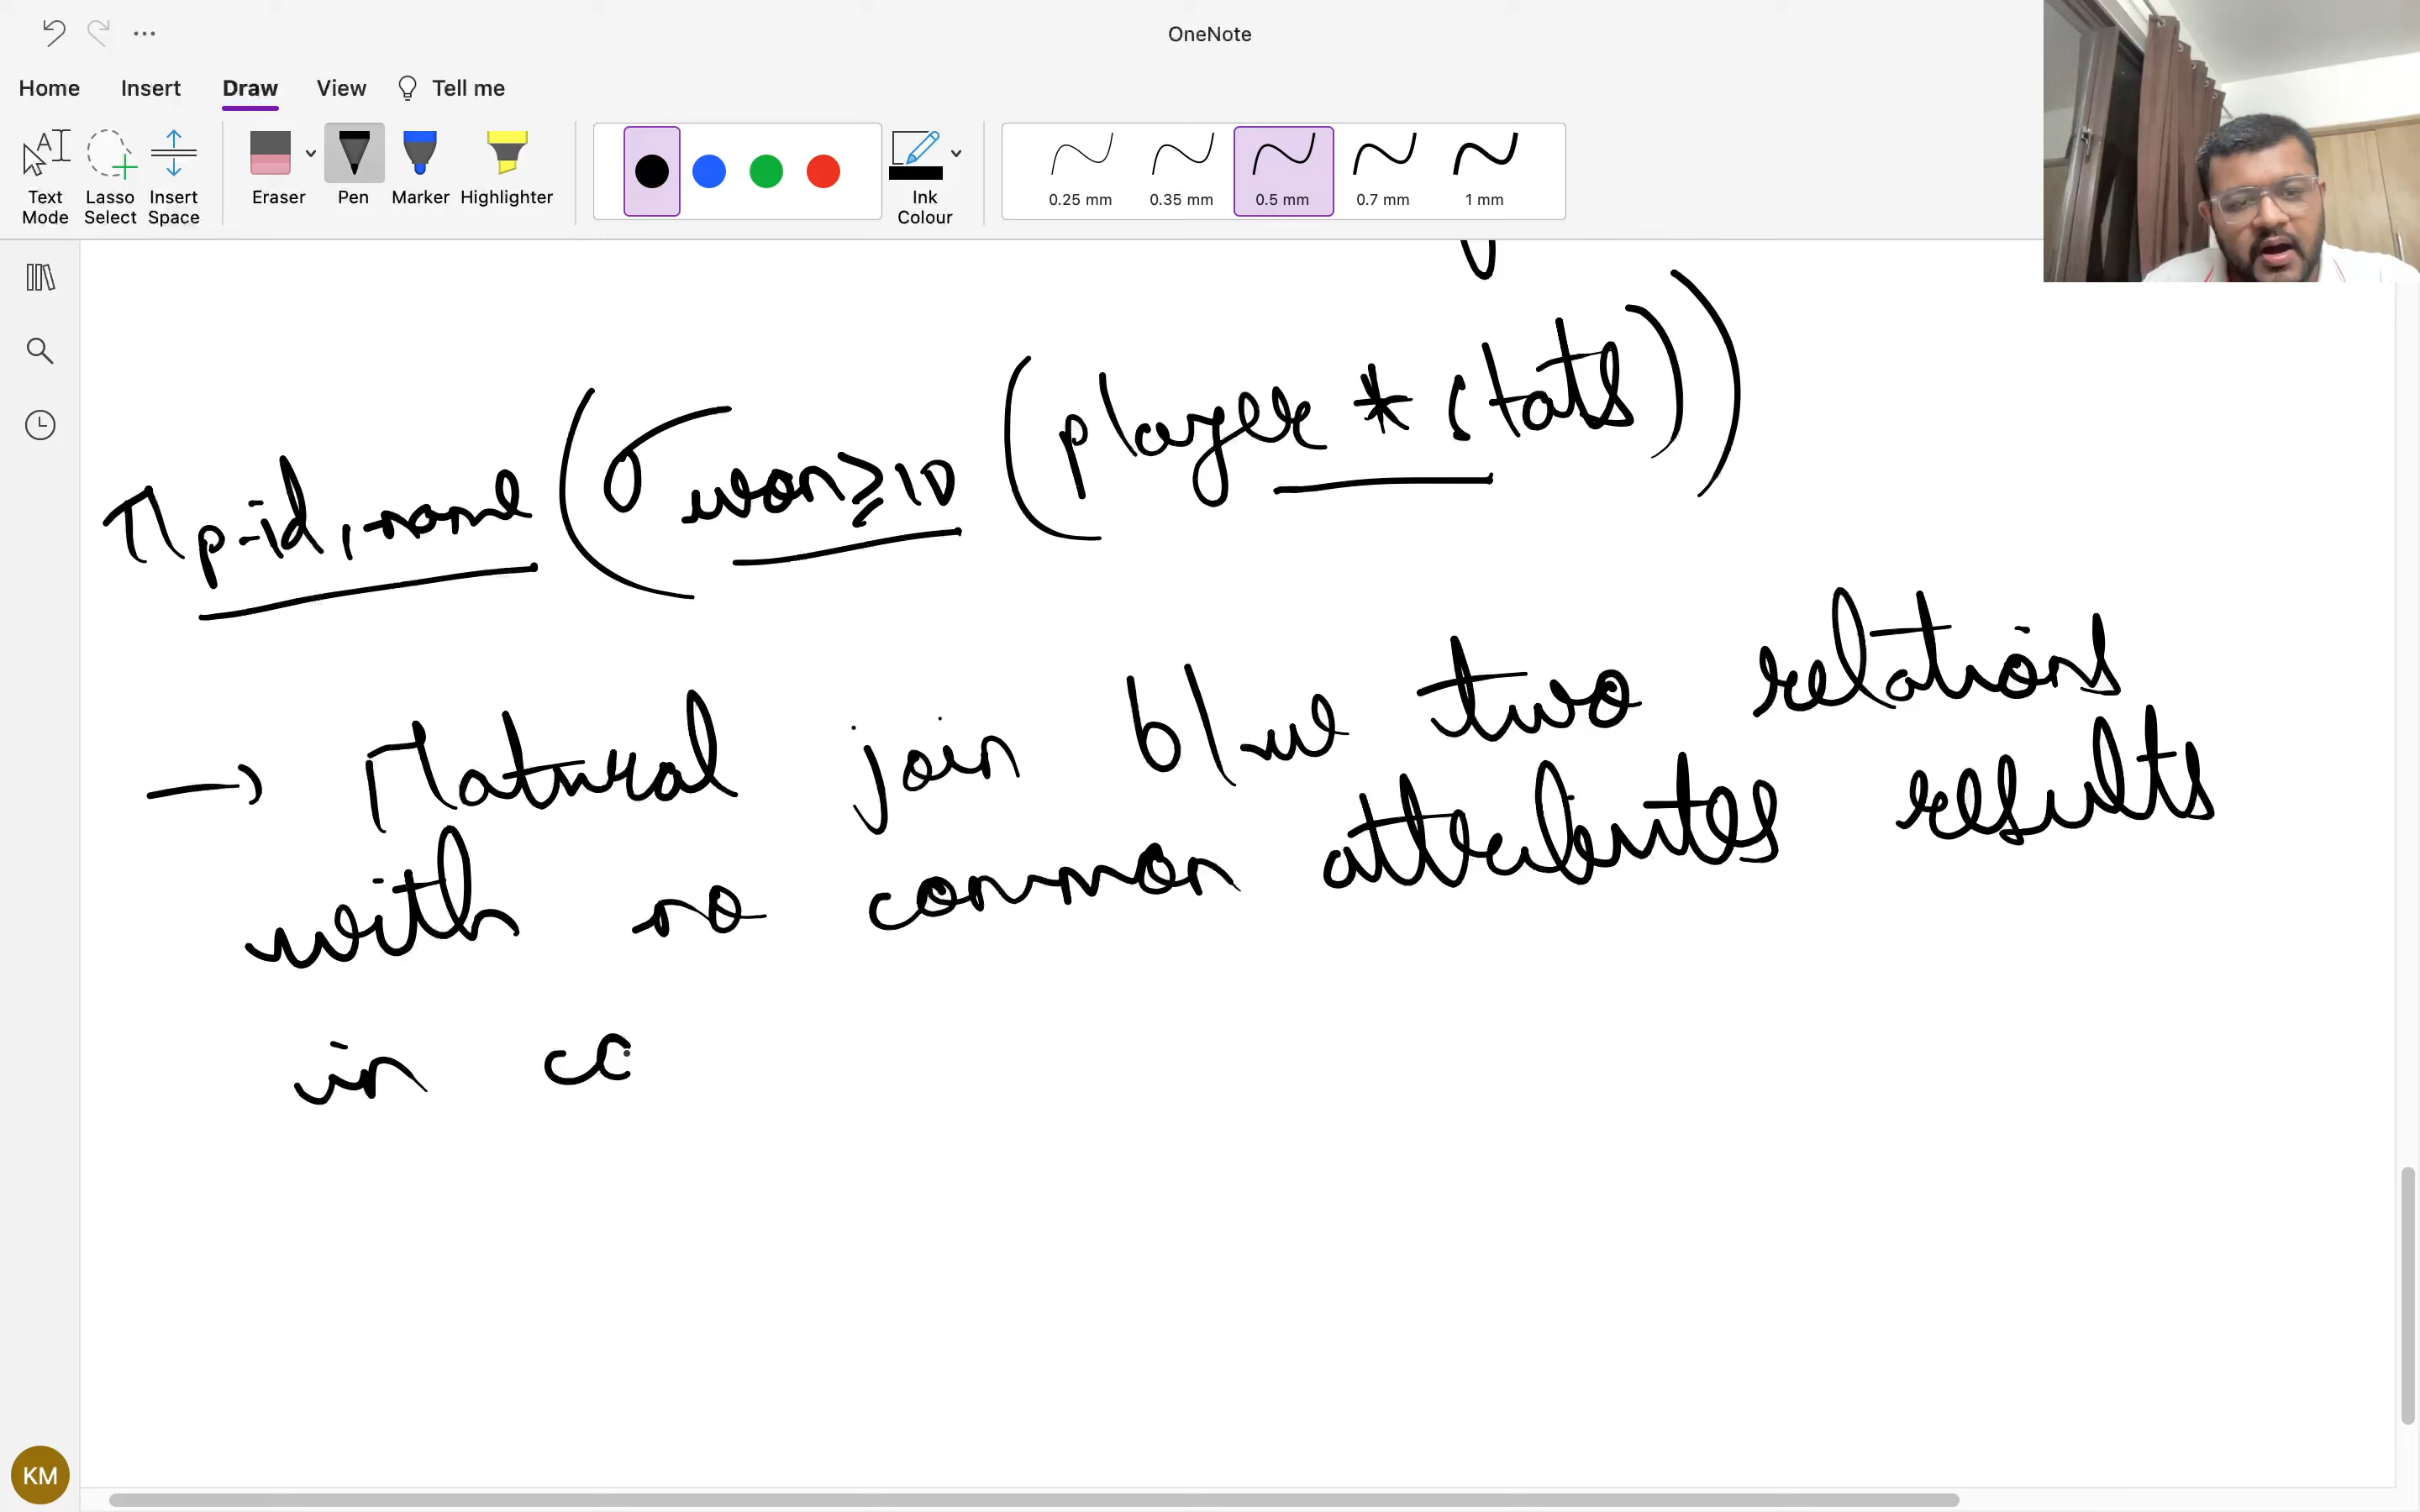 OneNote
Home Insert Draw View Tell me
Text Mode Lasso Select Insert Space Eraser Pen Marker Highlighter Ink Colour 0.25 mm 0.35 mm 0.5 mm 0.7 mm 1 mm
π p-id, name (σ won ≥ 10 (player * stats))
→ Natural join b/w two relations
with no common attributes results
in
KM